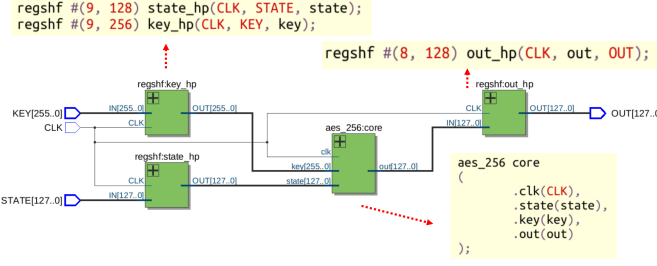 regshf #(9, 128) state_hp(CLK, STATE, state);
regshf #(9, 256) key_hp(CLK, KEY, key);
regshf #(8, 128) out_hp(CLK, out, OUT);
regshf:key_hp
regshf:out_hp
KEY[255..0]
IN[255..0]
OUT[255..0]
CLK
CLK
CLK
OUT[127..0]
OUT[127..0
IN[127..0]
aes_256:core
clk
regshf:state_hp
key[255..0]
out[127..0]
CLK
OUT[127..0]
state[127..0]
STATE[127..0]
IN[127..0]
aes_256 core
(
.clk(CLK),
.state(state),
.key(key),
.out(out)
);